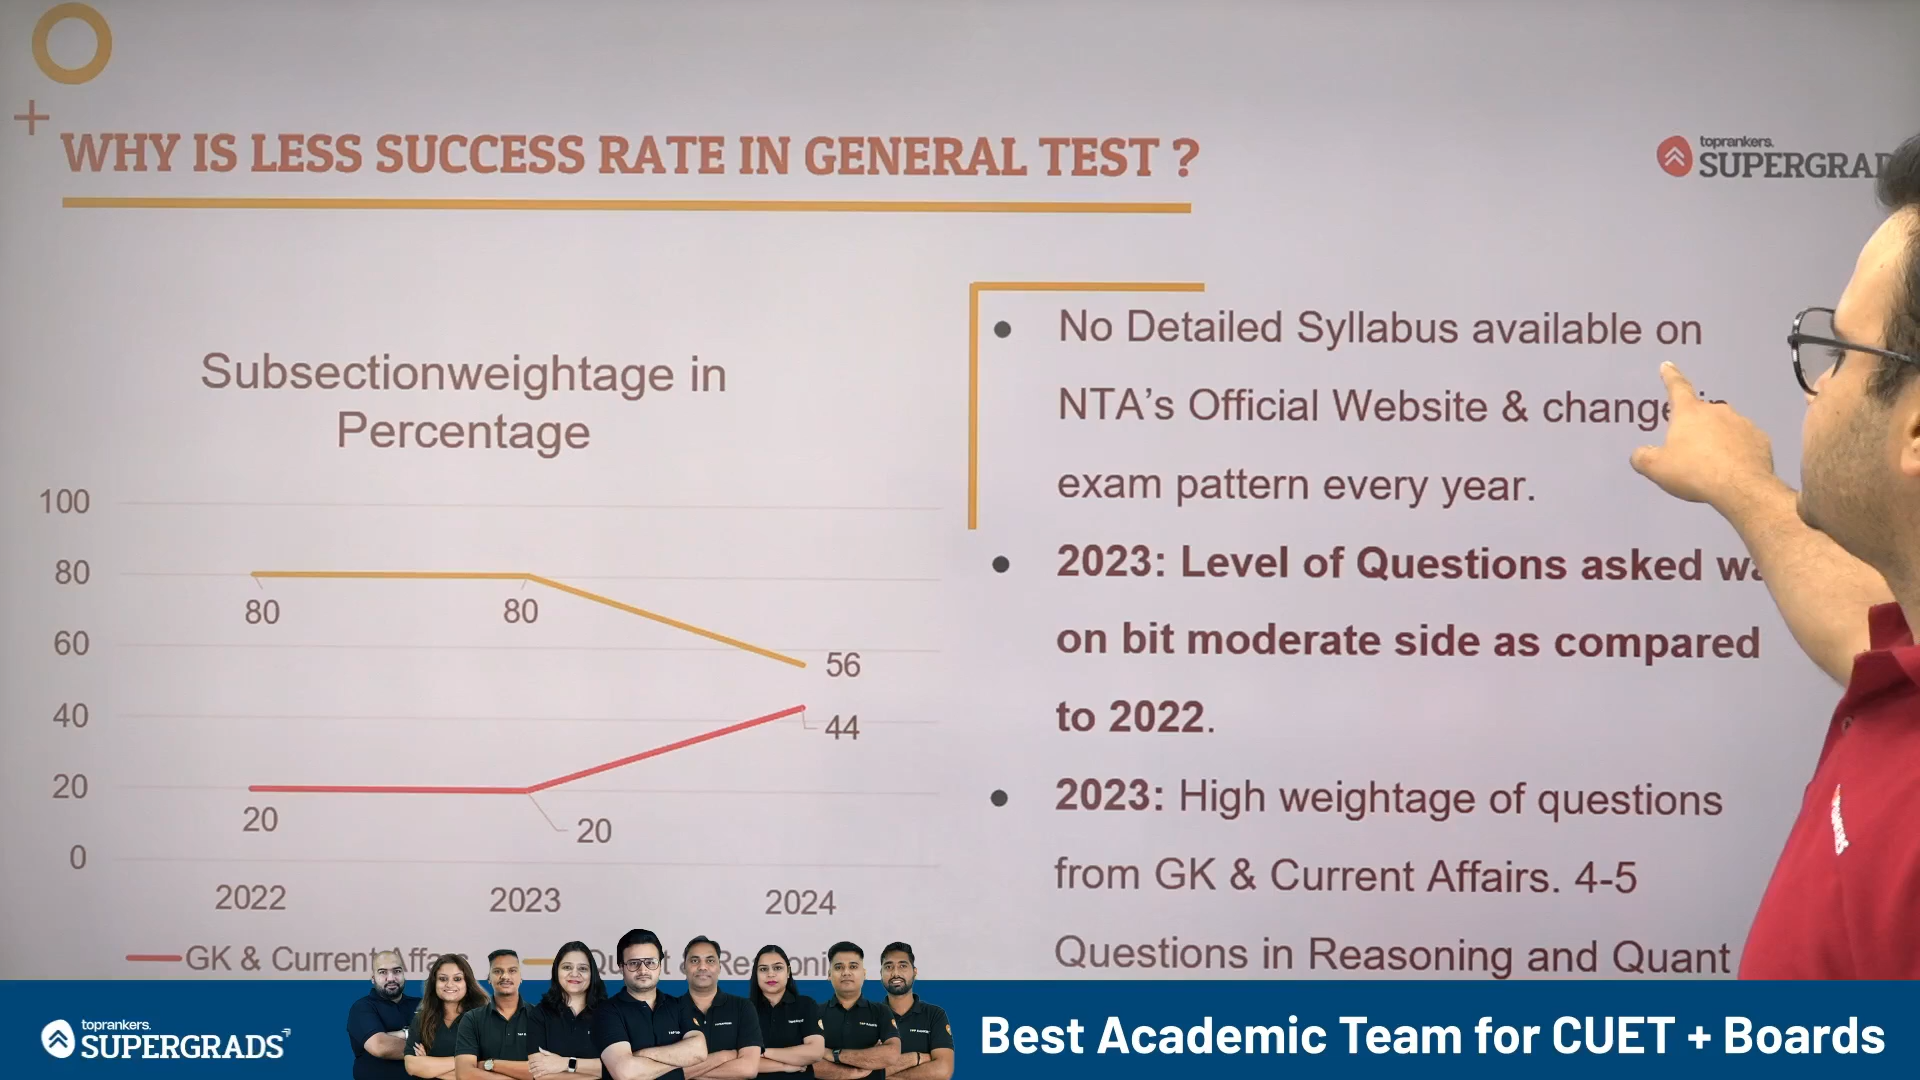 WHY IS LESS SUCCESS RATE IN GENERAL TEST ?
toprankers.
Subsectionweightage in
Percentage
100
80
60
40
20
0
80
80
56
44
20
20
2022
2023
2024
GK & Current
• No Detailed Syllabus available on
NTA's Official Website & change
exam pattern every year.
• 2023: Level of Questions asked
on bit moderate side as compared
to 2022.
• 2023: High weightage of questions
from GK & Current Affairs. 4-5
Questions in Reasoning and Quant
toprankers.
SUPERGRADS
Best Academic Team for CUET + Boards